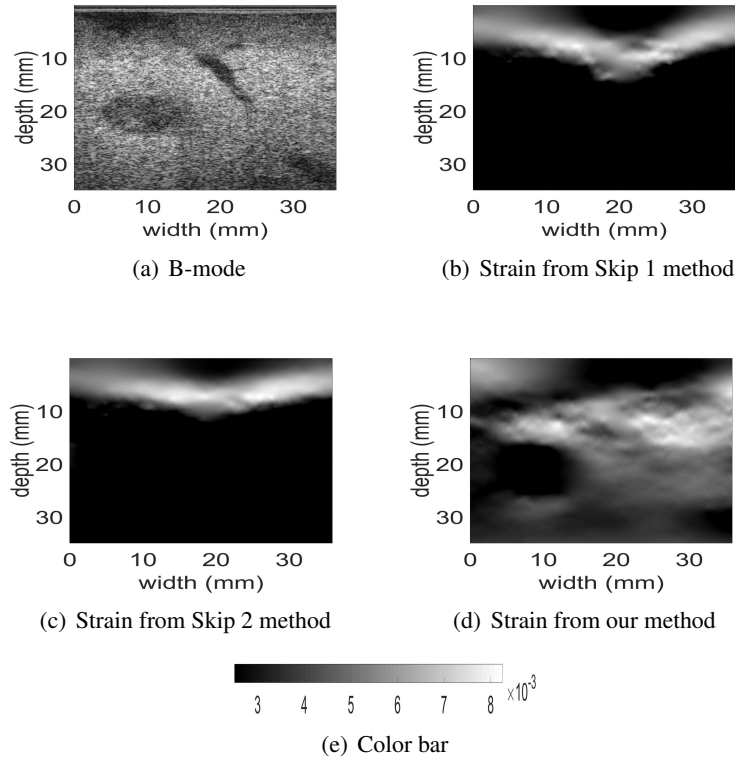 10
20
30
depth (mm)
0 10 20 30
width (mm)
(a) B-mode
10
20
30
depth (mm)
0 10 20 30
width (mm)
(b) Strain from Skip 1 method
10
20
30
depth (mm)
0 10 20 30
width (mm)
(c) Strain from Skip 2 method
10
20
30
depth (mm)
0 10 20 30
width (mm)
(d) Strain from our method
3 4 5 6 7 8 ×10⁻³
(e) Color bar